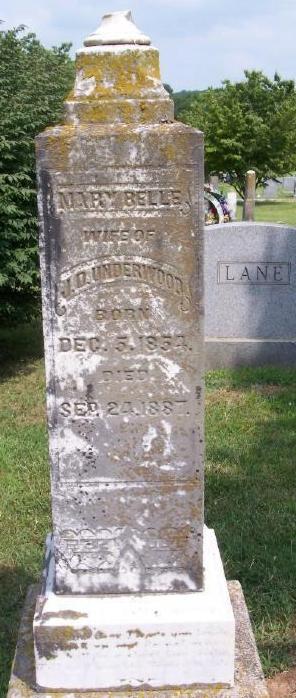 MARY BELLE,
WIFE OF
J.D. UNDERWOOD,
BORN
DEC. 5, 1854.
DIED
SEP. 24, 1887.
LANE